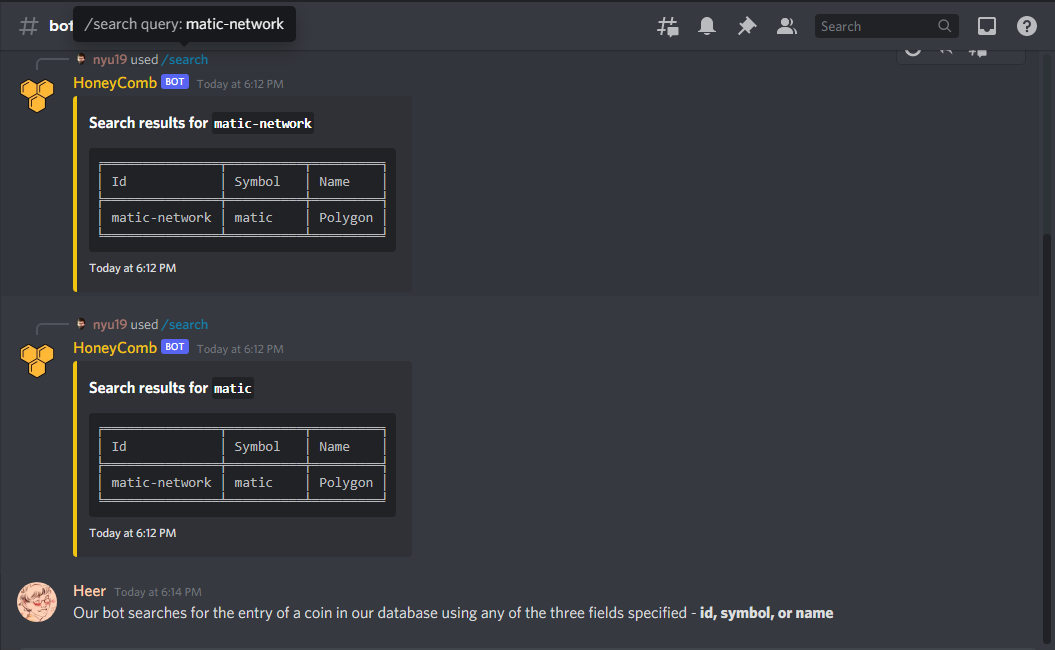 # bot
/search query: matic-network
Search
nyu19 used /search
HoneyComb BOT Today at 6:12 PM
Search results for matic-network
Id Symbol Name
matic-network matic Polygon
Today at 6:12 PM
nyu19 used /search
HoneyComb BOT Today at 6:12 PM
Search results for matic
Id Symbol Name
matic-network matic Polygon
Today at 6:12 PM
Heer Today at 6:14 PM
Our bot searches for the entry of a coin in our database using any of the three fields specified - id, symbol, or name